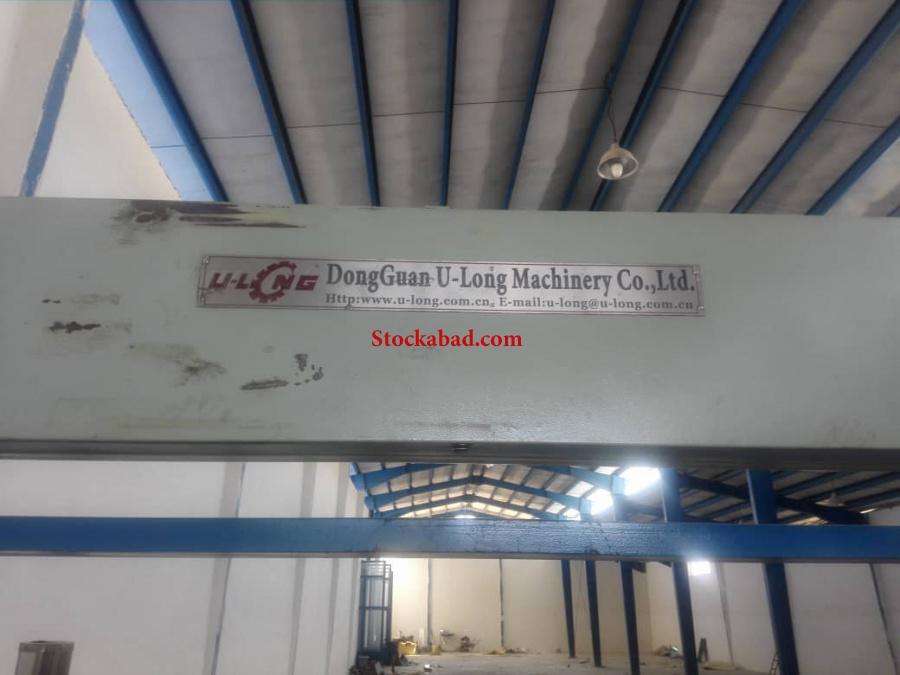 U-LONG DongGuan U-Long Machinery Co.,Ltd.
Http:www.u-long.com.cn E-mail:u-long@u-long.com.cn
Stockabad.com